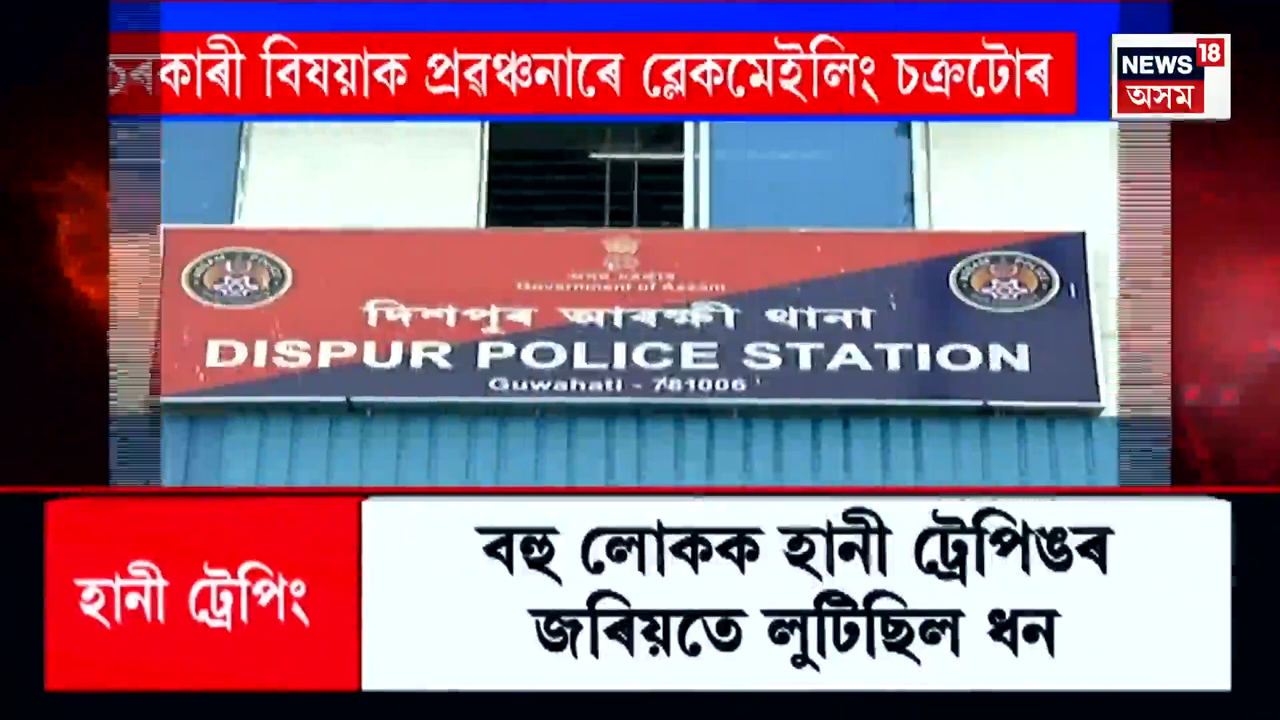 কাৰী বিষয়াক প্ৰৱঞ্চনাৰে ব্লেকমেইলিং চক্ৰটোৰ
NEWS 18
অসম
Government of Assam
দিশপুৰ আৰক্ষী থানা
DISPUR POLICE STATION
Guwahati - 781006
হানী ট্ৰেপিং
বহু লোকক হানী ট্ৰেপিঙৰ
জৰিয়তে লুটিছিল ধন